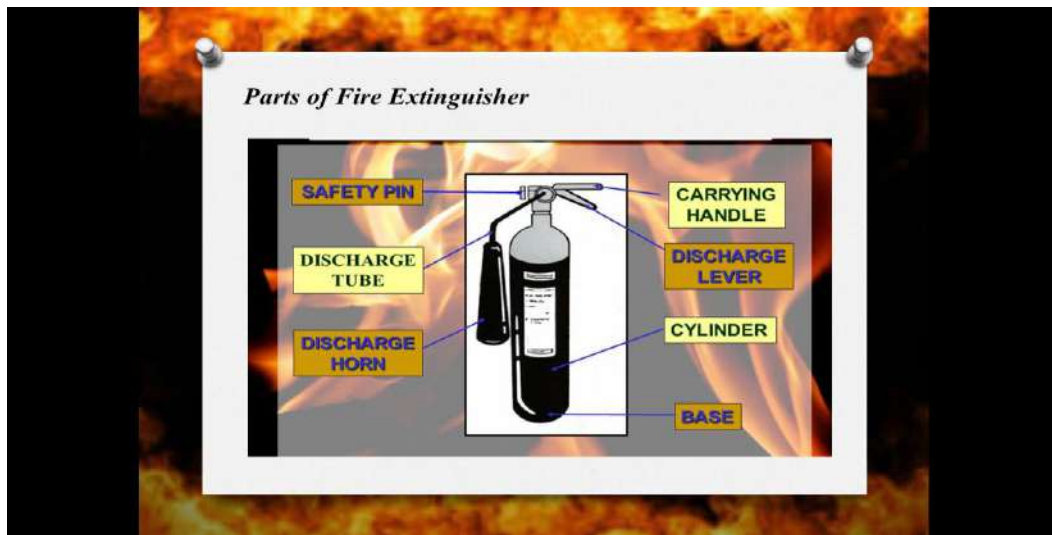 Parts of Fire Extinguisher
SAFETY PIN
DISCHARGE
TUBE
DISCHARGE
HORN
CARRYING
HANDLE
DISCHARGE
LEVER
CYLINDER
BASE